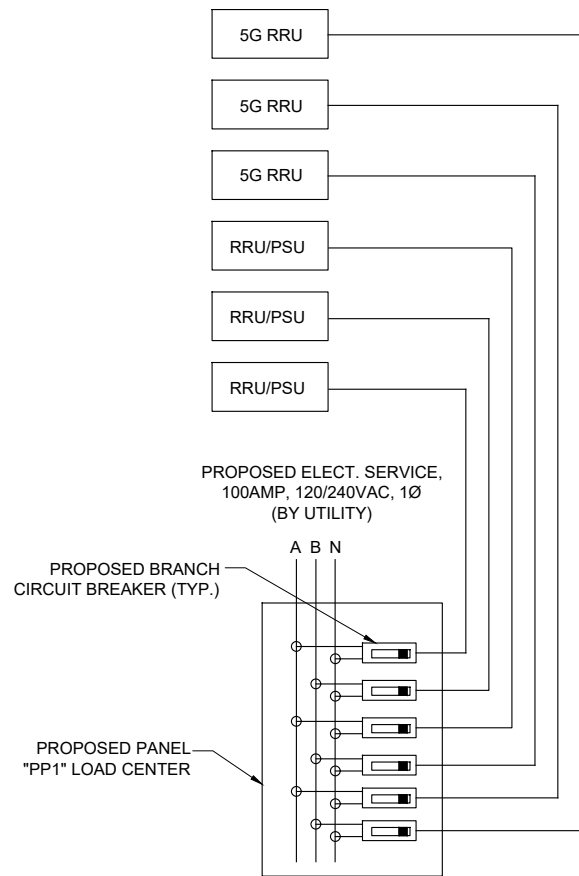 5G RRU
5G RRU
5G RRU
RRU/PSU
RRU/PSU
RRU/PSU
PROPOSED ELECT. SERVICE,
100AMP, 120/240VAC, 1Ø
(BY UTILITY)
A B N
PROPOSED BRANCH
CIRCUIT BREAKER (TYP.)
PROPOSED PANEL
"PP1" LOAD CENTER